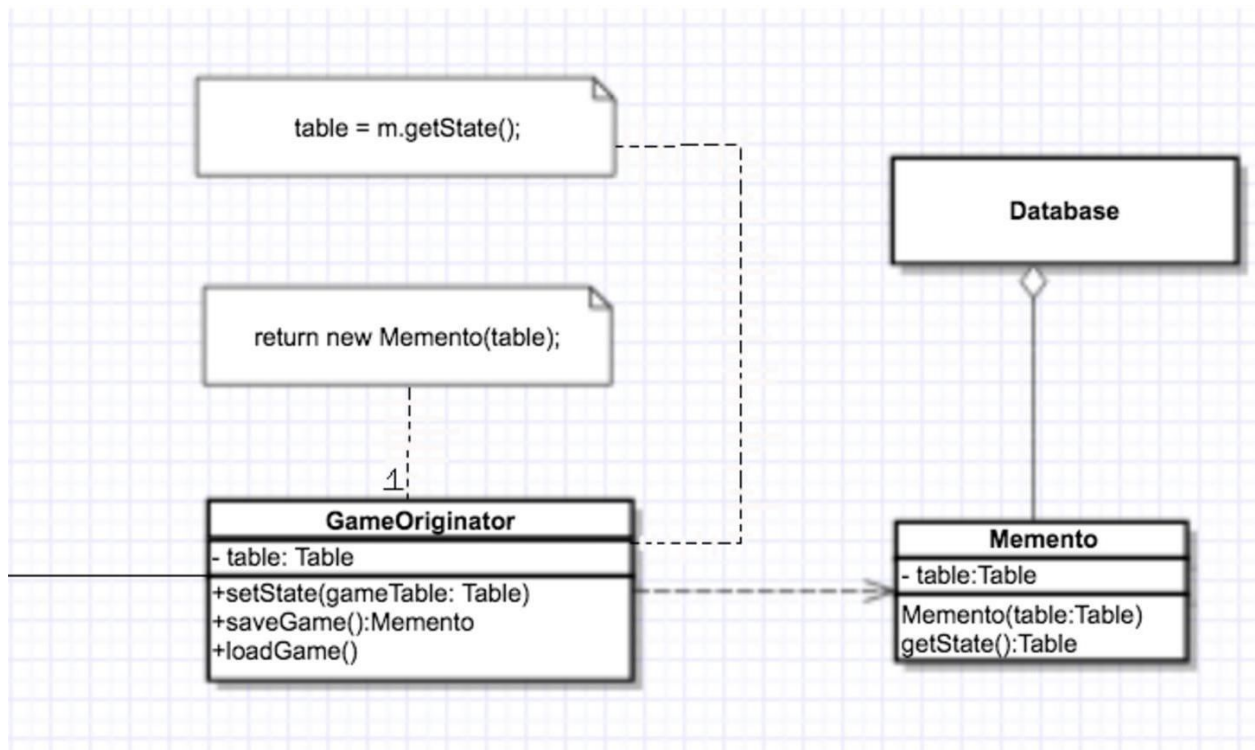 table = m.getState();
Database
return new Memento(table);
1
GameOriginator
- table: Table
+setState(gameTable: Table)
+saveGame():Memento
+loadGame()
Memento
- table:Table
Memento(table:Table)
getState():Table